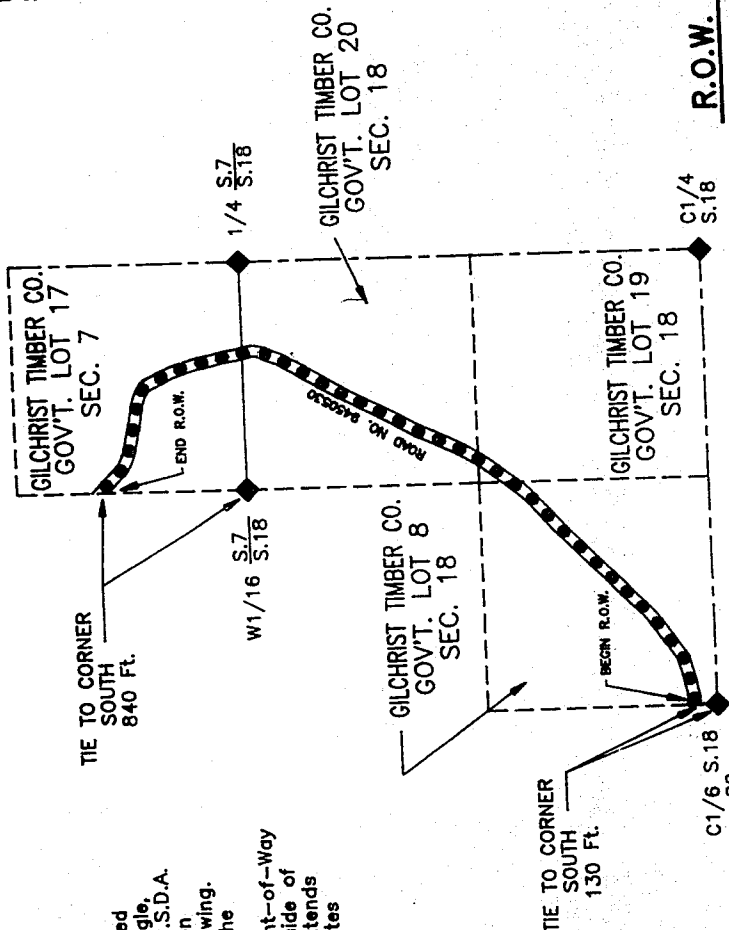 GILCHRIST TIMBER CO.
GOV'T. LOT 17
SEC. 7
GILCHRIST TIMBER CO.
GOV'T. LOT 20
SEC. 18
1/4 S.7
S.18
END R.O.W.
TIE TO CORNER
SOUTH
840 Ft.
W1/16 S.7
S.18
ROAD NO. 9450530
GILCHRIST TIMBER CO.
GOV'T. LOT 8
SEC. 18
GILCHRIST TIMBER CO.
GOV'T. LOT 19
SEC. 18
C1/4
S.18
R.O.W.
BEGIN R.O.W.
TIE TO CORNER
SOUTH
130 Ft.
C1/6 S.18
ed
gle,
.S.D.A.
n
wing.
he
nt-of-Way
ide of
tends
tes